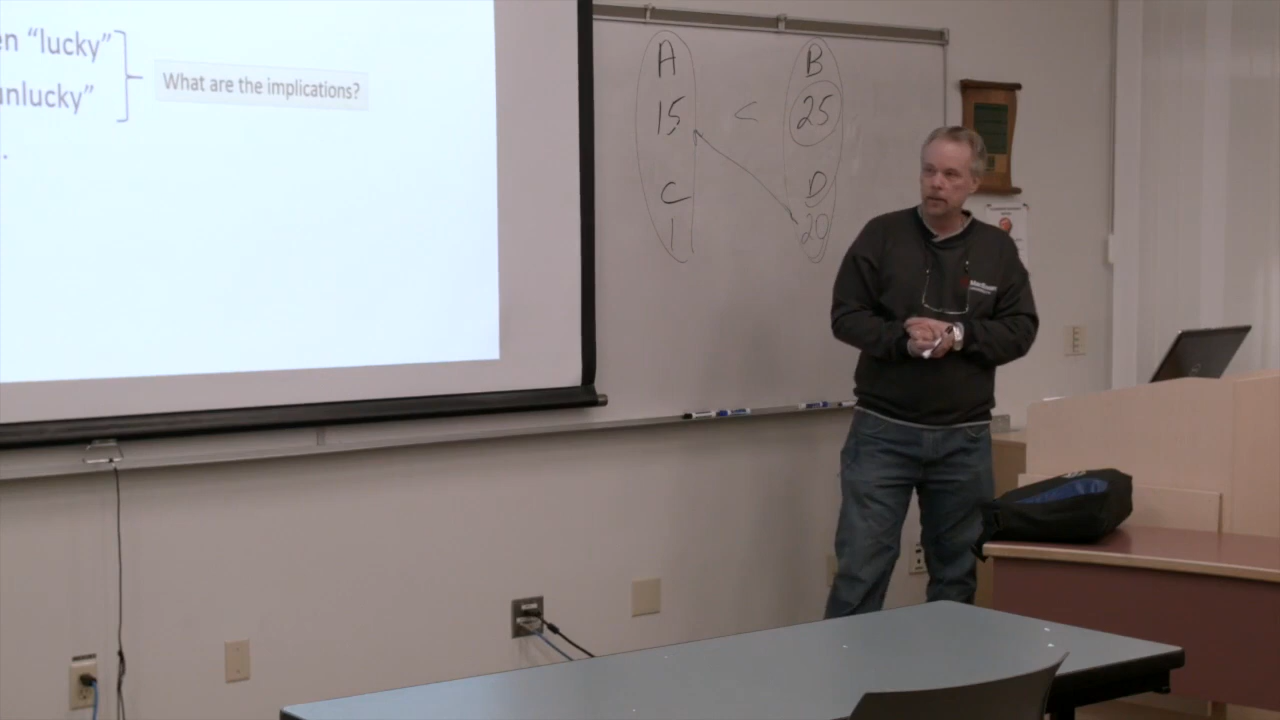 en “lucky”
unlucky”
.
What are the implications?
A B
15 < 25
C D
1 20